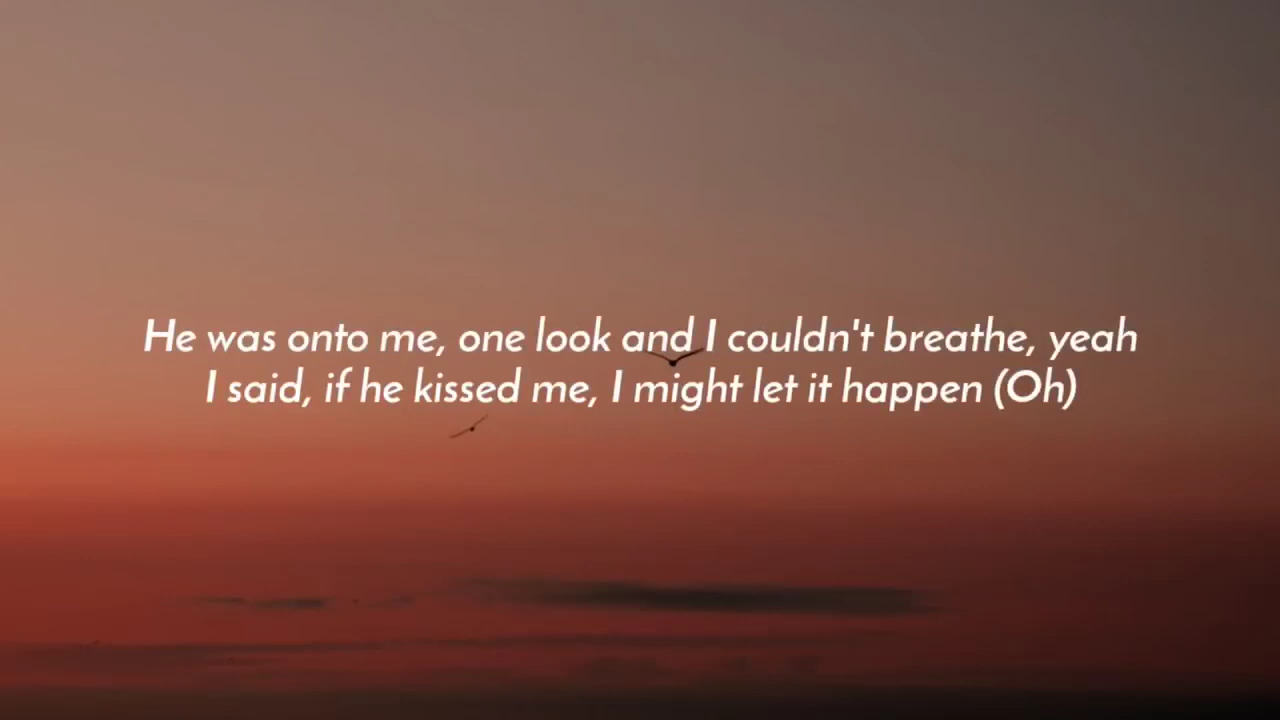 He was onto me, one look and I couldn't breathe, yeah
I said, if he kissed me, I might let it happen (Oh)